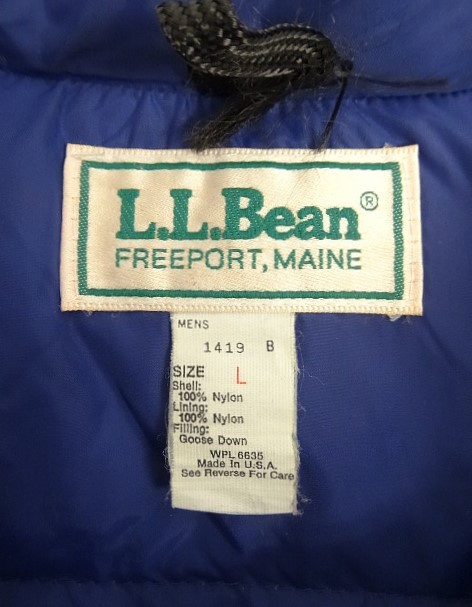 L.L.Bean®
FREEPORT, MAINE
MENS
1419 B
SIZE L
Shell:
100% Nylon
Lining:
100% Nylon
Filling:
Goose Down
WPL 6635
Made in U.S.A.
See Reverse For Care